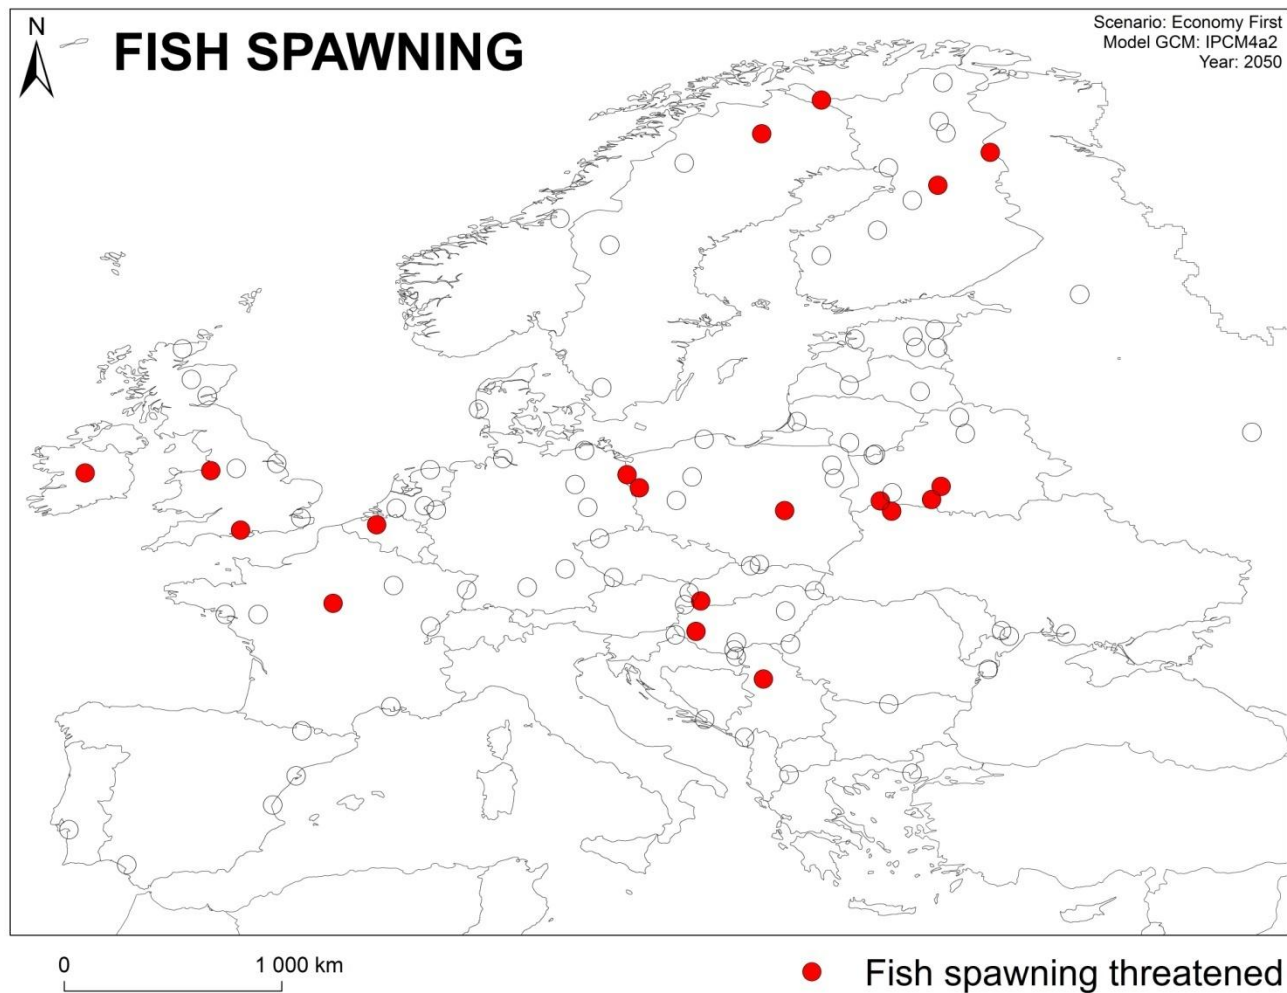 N
FISH SPAWNING
Scenario: Economy First
Model GCM: IPCM4a2
Year: 2050
0 1 000 km
Fish spawning threatened